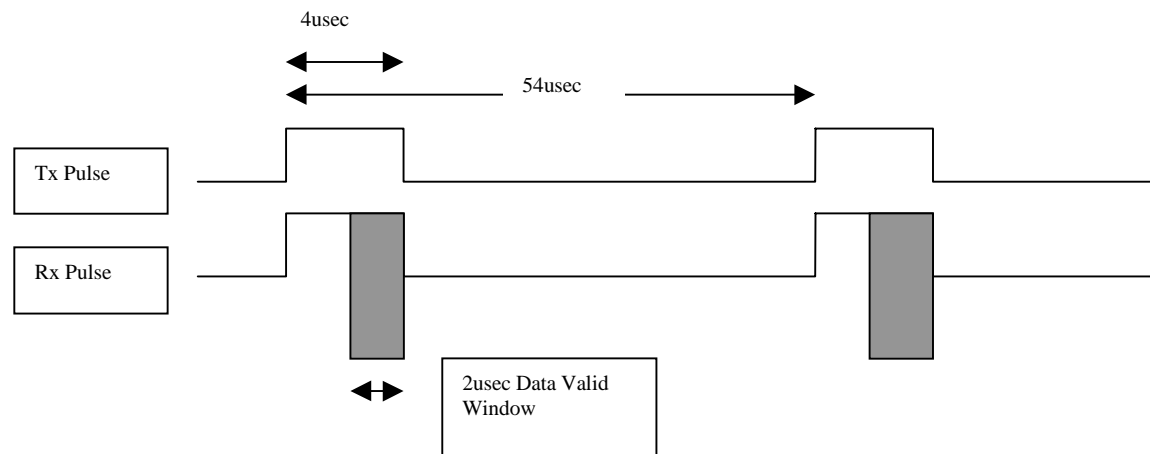 4usec
54usec
Tx Pulse
Rx Pulse
2usec Data Valid
Window